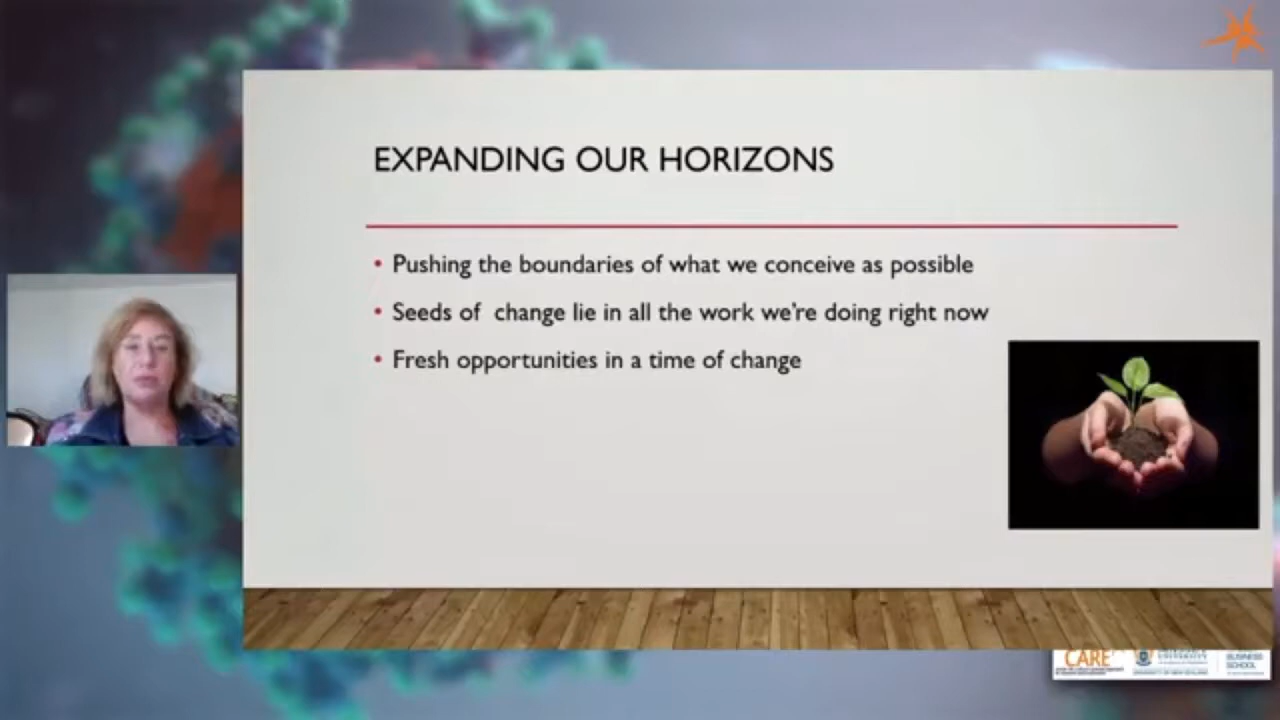 EXPANDING OUR HORIZONS
• Pushing the boundaries of what we conceive as possible
• Seeds of  change lie in all the work we're doing right now
• Fresh opportunities in a time of change
CARE
UNIVERSITY
BUSINESS
SCHOOL